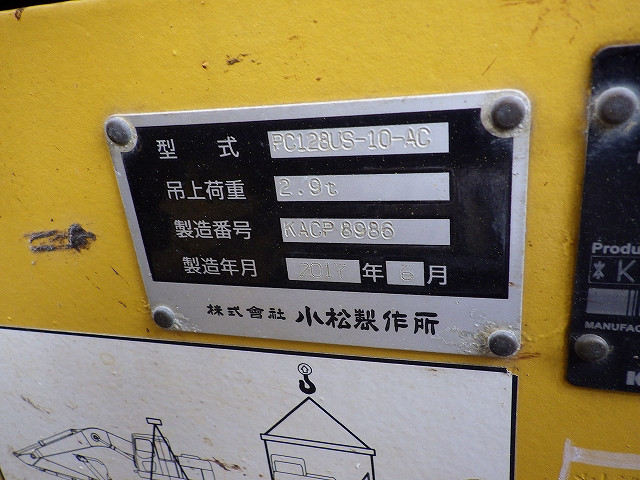 型 式 PC128US-10-AC
吊上荷重 2.9t
製造番号 KACP 8986
製造年月 2017 年 6 月
株式會社 小松製作所
Produ
*K
MANUFAC
K